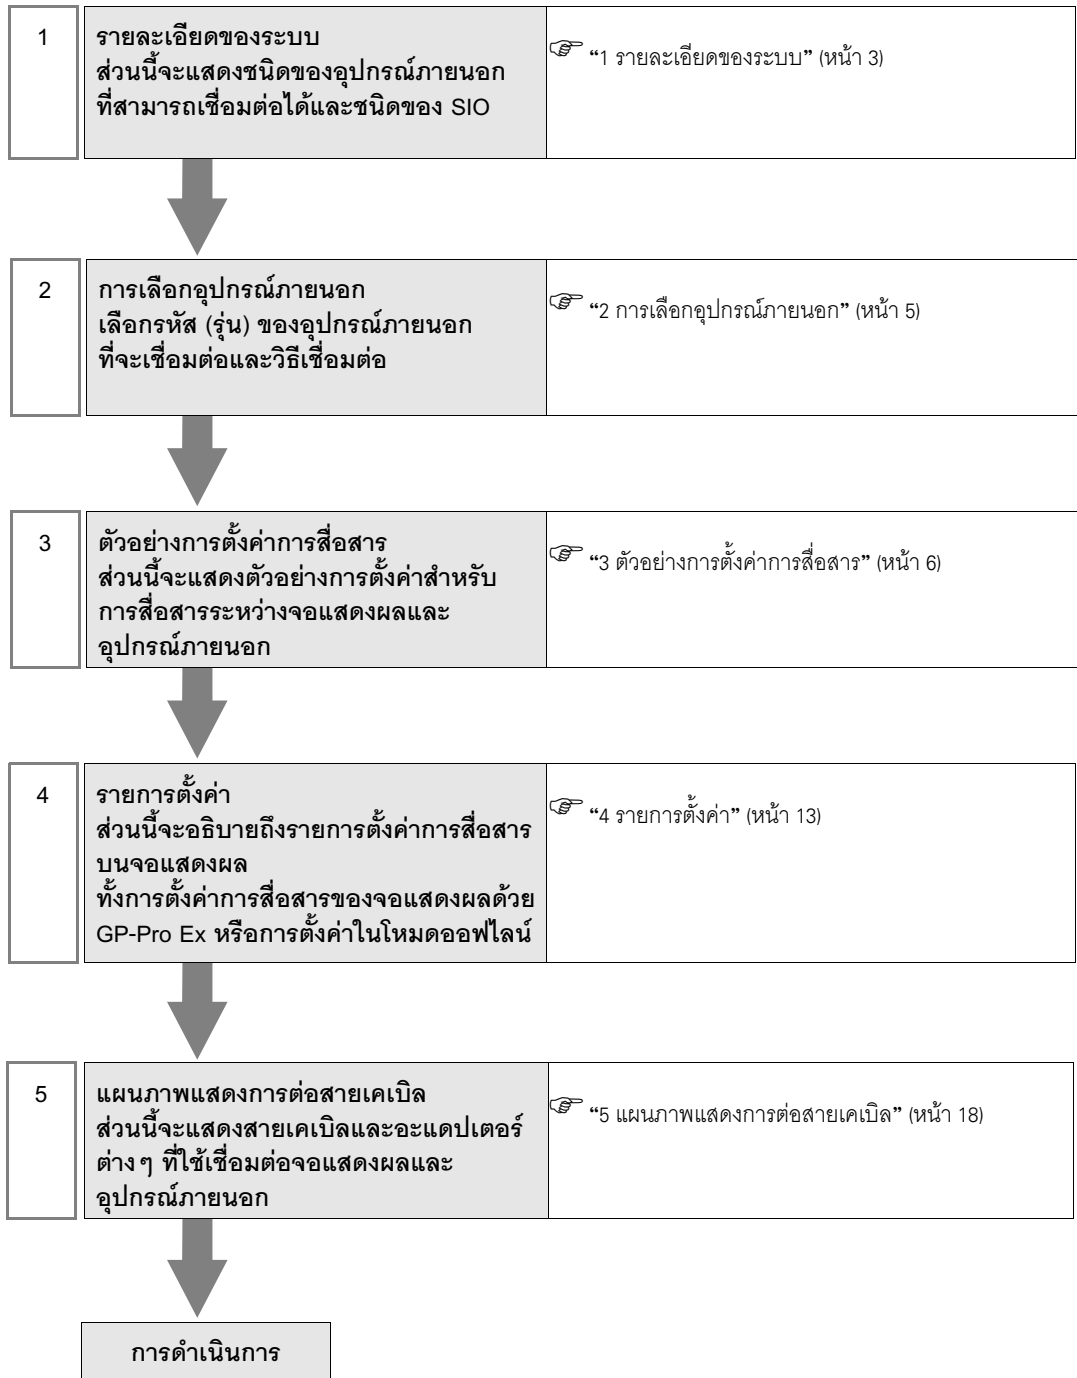 1
รายละเอียดของระบบ
ส่วนนี้จะแสดงชนิดของอุปกรณ์ภายนอก
ที่สามารถเชื่อมต่อได้และชนิดของ SIO
“1 รายละเอียดของระบบ” (หน้า 3)
2
การเลือกอุปกรณ์ภายนอก
เลือกรหัส (รุ่น) ของอุปกรณ์ภายนอก
ที่จะเชื่อมต่อและวิธีเชื่อมต่อ
“2 การเลือกอุปกรณ์ภายนอก” (หน้า 5)
3
ตัวอย่างการตั้งค่าการสื่อสาร
ส่วนนี้จะแสดงตัวอย่างการตั้งค่าสำหรับ
การสื่อสารระหว่างจอแสดงผลและ
อุปกรณ์ภายนอก
“3 ตัวอย่างการตั้งค่าการสื่อสาร” (หน้า 6)
4
รายการตั้งค่า
ส่วนนี้จะอธิบายถึงรายการตั้งค่าการสื่อสาร
บนจอแสดงผล
ทั้งการตั้งค่าการสื่อสารของจอแสดงผลด้วย
GP-Pro Ex หรือการตั้งค่าในโหมดออฟไลน์
“4 รายการตั้งค่า” (หน้า 13)
5
แผนภาพแสดงการต่อสายเคเบิล
ส่วนนี้จะแสดงสายเคเบิลและอะแดปเตอร์
ต่างๆ ที่ใช้เชื่อมต่อจอแสดงผลและ
อุปกรณ์ภายนอก
“5 แผนภาพแสดงการต่อสายเคเบิล” (หน้า 18)
การดำเนินการ